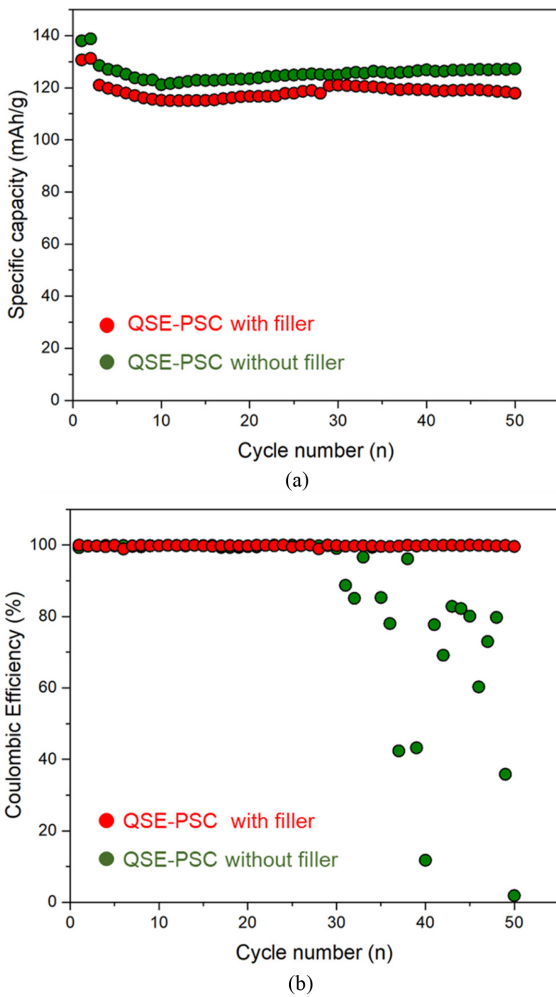 140
120
100
80
60
40
20
0
Specific capacity (mAh/g)
QSE-PSC with filler
QSE-PSC without filler
0 10 20 30 40 50
Cycle number (n)
(a)
100
80
60
40
20
0
Coulombic Efficiency (%)
QSE-PSC with filler
QSE-PSC without filler
0 10 20 30 40 50
Cycle number (n)
(b)